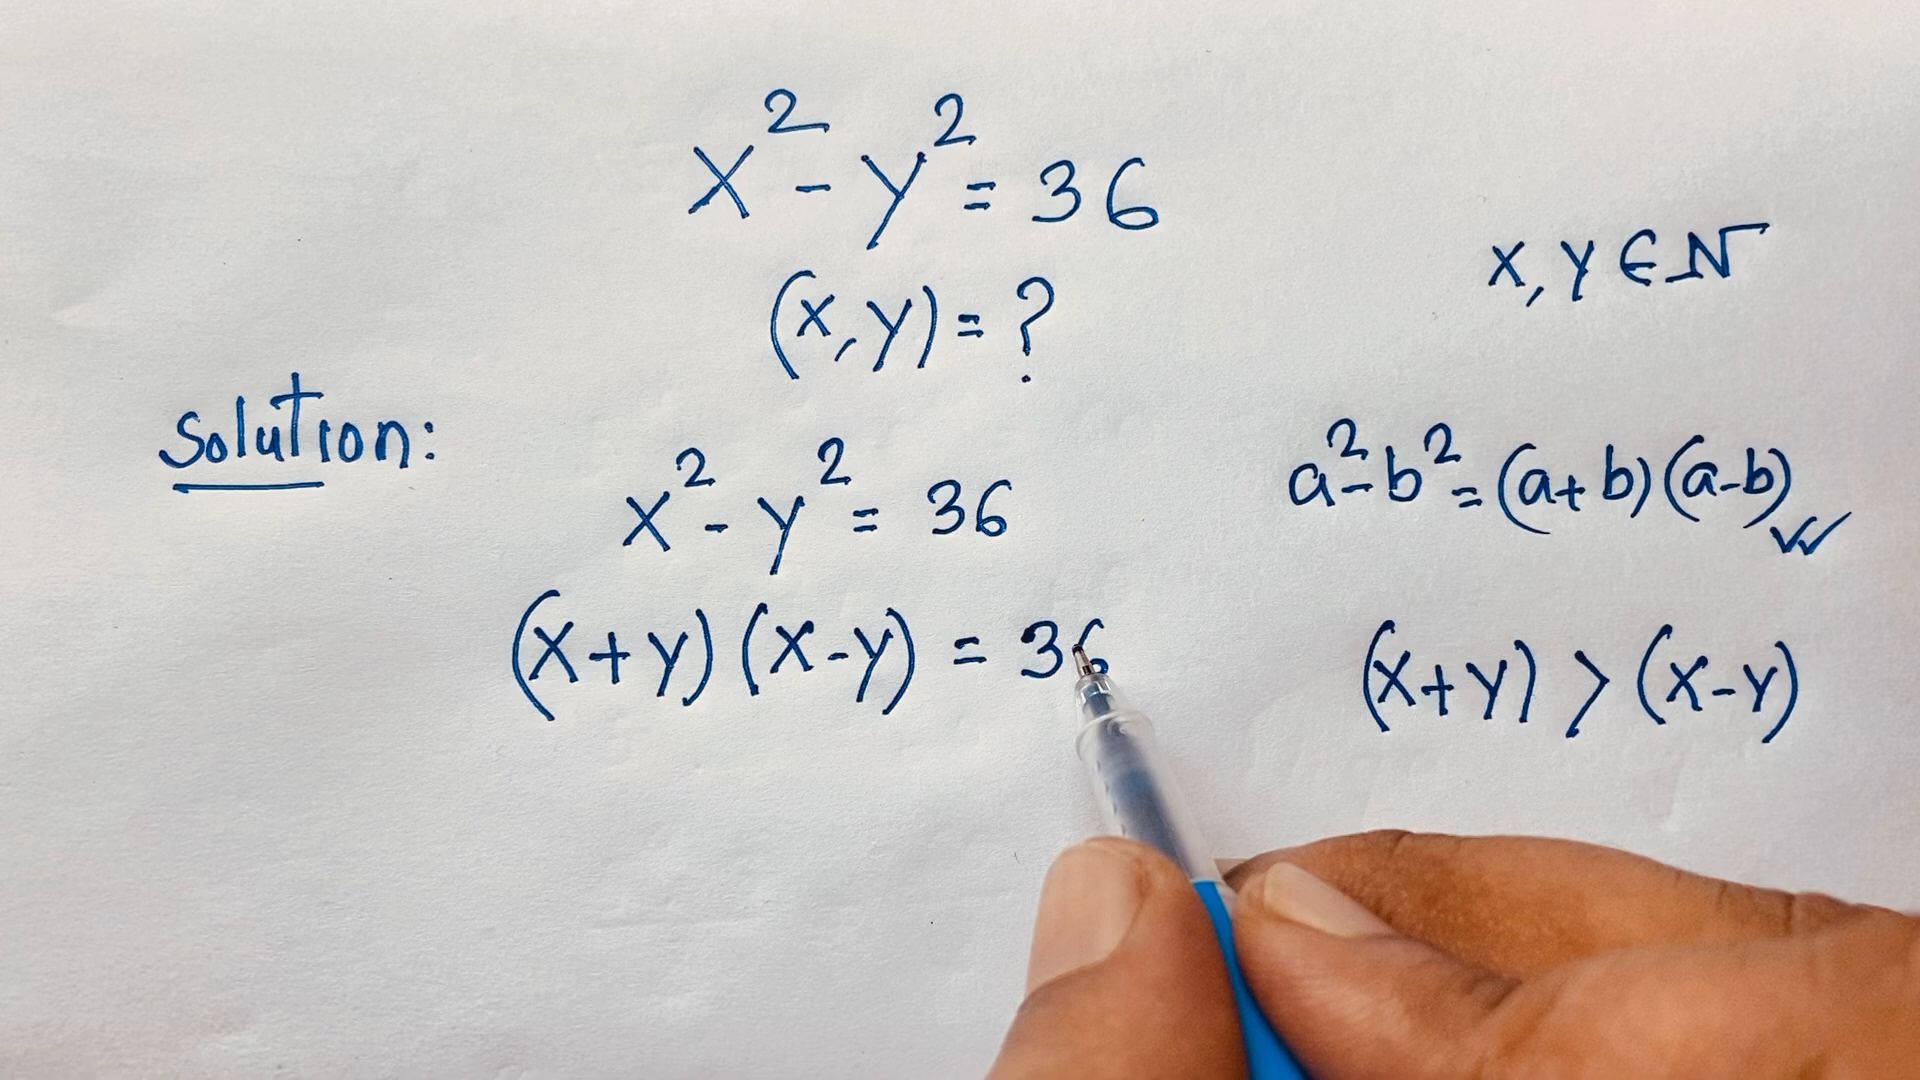 x² - y² = 36
(x, y) = ?
x, y ∈ N
Solution:
x² - y² = 36
a² - b² = (a+b)(a-b)
(x+y)(x-y) = 36
(x+y) > (x-y)